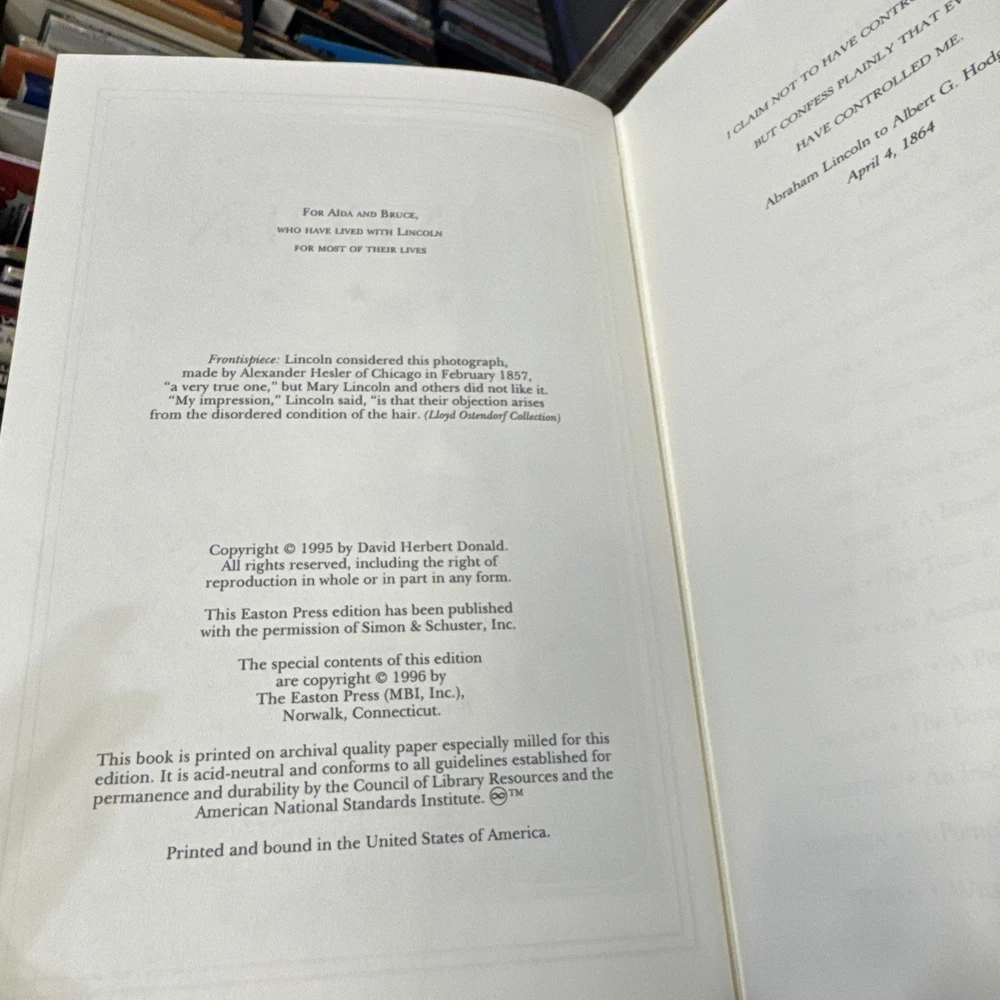 For Aïda and Bruce,
who have lived with Lincoln
for most of their lives
Frontispiece: Lincoln considered this photograph,
made by Alexander Hesler of Chicago in February 1857,
"a very true one," but Mary Lincoln and others did not like it.
"My impression," Lincoln said, "is that their objection arises
from the disordered condition of the hair. (Lloyd Ostendorf Collection)
Copyright © 1995 by David Herbert Donald.
All rights reserved, including the right of
reproduction in whole or in part in any form.
This Easton Press edition has been published
with the permission of Simon & Schuster, Inc.
The special contents of this edition
are copyright © 1996 by
The Easton Press (MBI, Inc.),
Norwalk, Connecticut.
This book is printed on archival quality paper especially milled for this
edition. It is acid-neutral and conforms to all guidelines established for
permanence and durability by the Council of Library Resources and the
American National Standards Institute. ♾™
Printed and bound in the United States of America.
I CLAIM NOT TO HAVE
BUT CONFESS PLAINLY THAT
HAVE CONTROLLED ME.
Abraham Lincoln to Albert G.
April 4, 1864